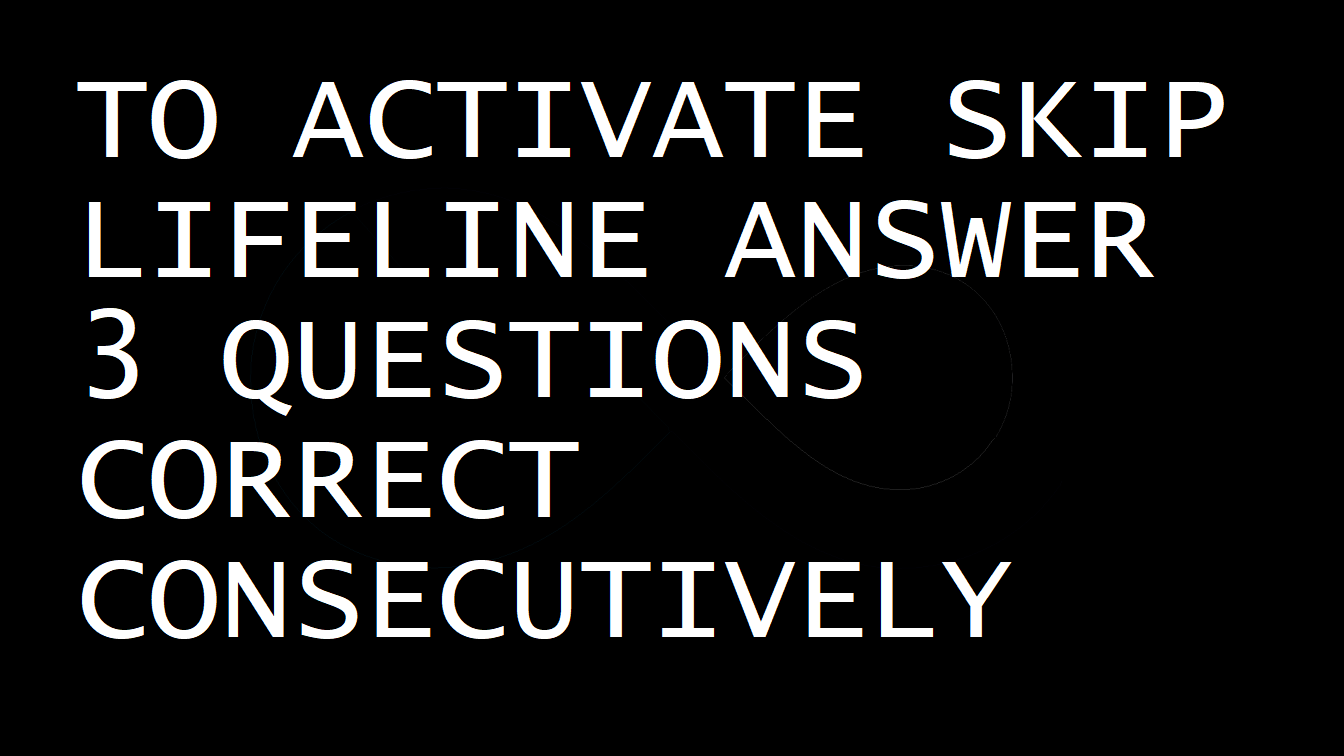 TO ACTIVATE SKIP
LIFELINE ANSWER
3 QUESTIONS
CORRECT
CONSECUTIVELY